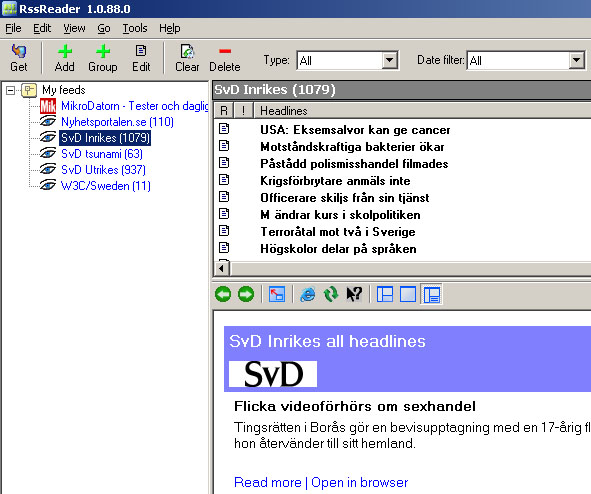 RssReader 1.0.88.0
File Edit View Go Tools Help
Get Add Group Edit Clear Delete Type: All Date filter: All
My feeds
Mik MikroDatorn - Tester och daglig
Nyhetsportalen.se (110)
SvD Inrikes (1079)
SvD tsunami (63)
SvD Utrikes (937)
W3C/Sweden (11)
SvD Inrikes (1079)
R ! Headlines
USA: Eksemsalvor kan ge cancer
Motståndskraftiga bakterier ökar
Påstådd polismisshandel filmades
Krigsförbrytare anmäls inte
Officerare skiljs från sin tjänst
M ändrar kurs i skolpolitiken
Terroråtal mot två i Sverige
Högskolor delar på språken
SvD Inrikes all headlines
SvD
Flicka videoförhörs om sexhandel
Tingsrätten i Borås gör en bevisupptagning med en 17-årig
hon återvänder till sitt hemland.
Read more | Open in browser